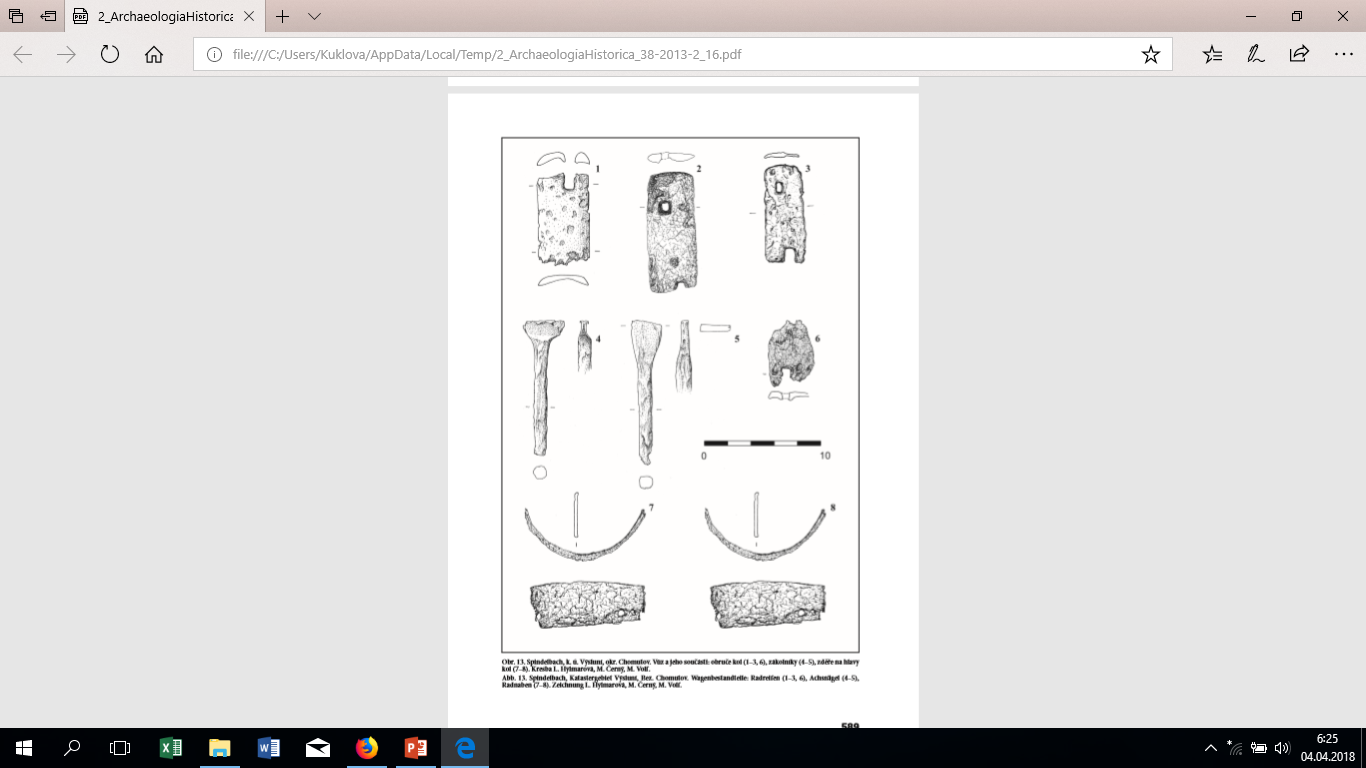 2_ArchaeologiaHistorica
file:///C:/Users/Kuklova/AppData/Local/Temp/2_ArchaeologiaHistorica_38-2013-2_16.pdf
1
2
3
4
5
6
0
10
7
8
Obr. 13. Spindelbach, k. ú. Výsluní, okr. Chomutov. Vůz a jeho součásti: obruče kol (1–3, 6), zákolníky (4–5), zděře na hlavy
kol (7–8). Kresba L. Hylmarová, M. Černý, M. Volf.
Abb. 13. Spindelbach, Katastergebiet Výsluní, Bez. Chomutov. Wagenbestandteile: Radreifen (1–3, 6), Achsnägel (4–5),
Radnaben (7–8). Zeichnung L. Hylmarová, M. Černý, M. Volf.
589
6:25
04.04.2018